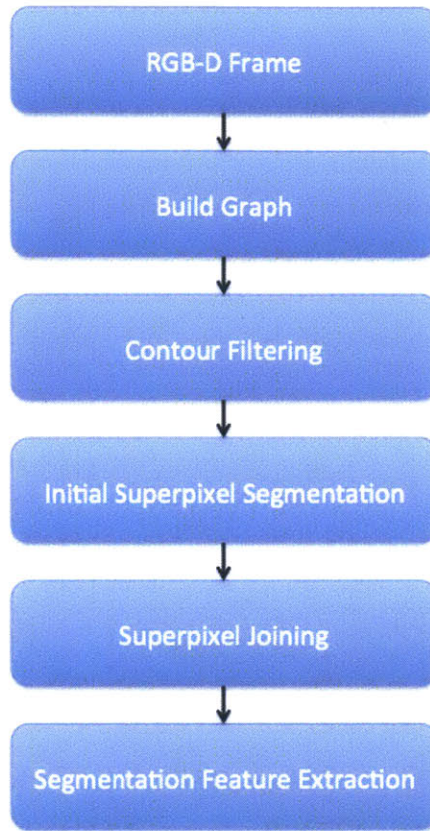 RGB-D Frame
Build Graph
Contour Filtering
Initial Superpixel Segmentation
Superpixel Joining
Segmentation Feature Extraction